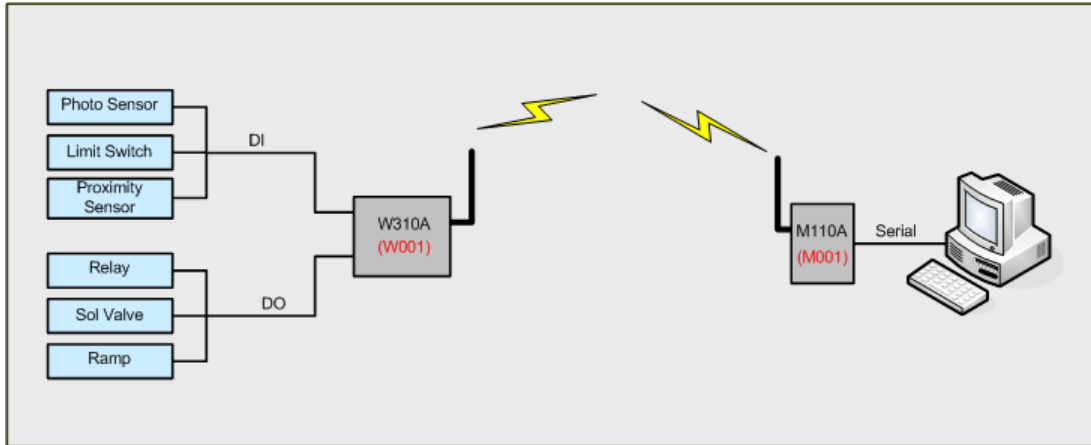 Photo Sensor
Limit Switch
Proximity
Sensor
DI
Relay
Sol Valve
Ramp
DO
W310A
(W001)
M110A
(M001)
Serial